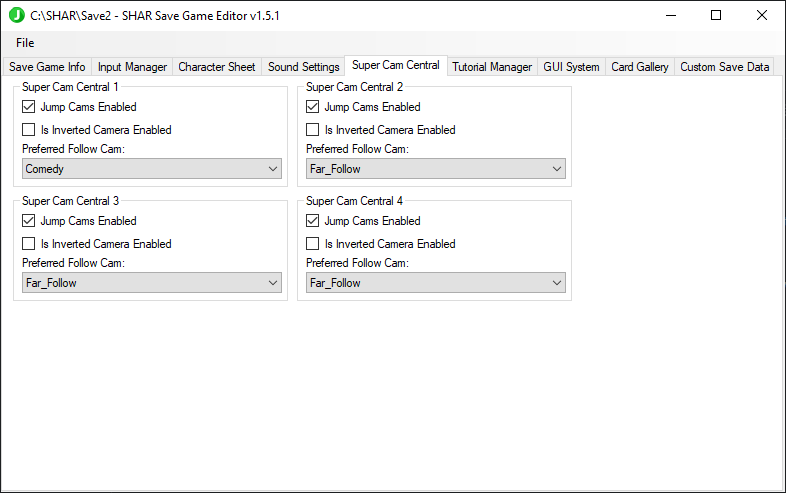 C:\SHAR\Save2 - SHAR Save Game Editor v1.5.1
File
Save Game Info Input Manager Character Sheet Sound Settings Super Cam Central Tutorial Manager GUI System Card Gallery Custom Save Data
Super Cam Central 1
Jump Cams Enabled
Is Inverted Camera Enabled
Preferred Follow Cam:
Comedy
Super Cam Central 2
Jump Cams Enabled
Is Inverted Camera Enabled
Preferred Follow Cam:
Far_Follow
Super Cam Central 3
Jump Cams Enabled
Is Inverted Camera Enabled
Preferred Follow Cam:
Far_Follow
Super Cam Central 4
Jump Cams Enabled
Is Inverted Camera Enabled
Preferred Follow Cam:
Far_Follow